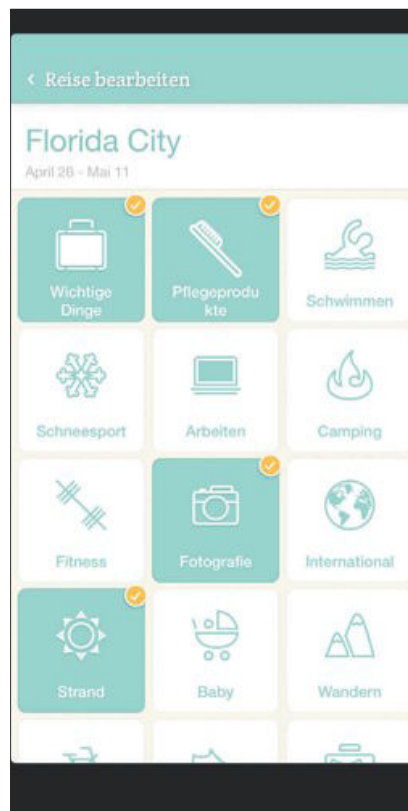 ‹ Reise bearbeiten
Florida City
April 26 - Mai 11
Wichtige
Dinge
Pflegeprodu
kte
Schwimmen
Schneesport
Arbeiten
Camping
Fitness
Fotografie
International
Strand
Baby
Wandern